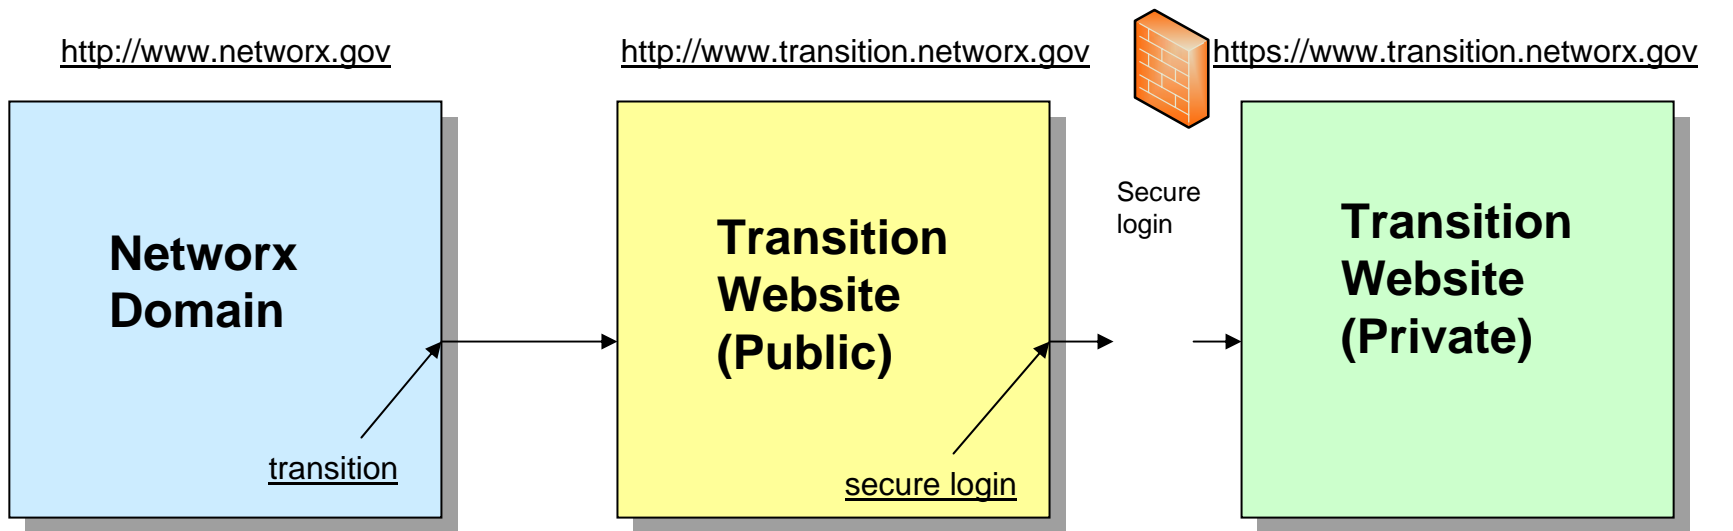 http://www.networx.gov
http://www.transition.networx.gov
https://www.transition.networx.gov
Networx
Domain
transition
Transition
Website
(Public)
secure login
Secure
login
Transition
Website
(Private)